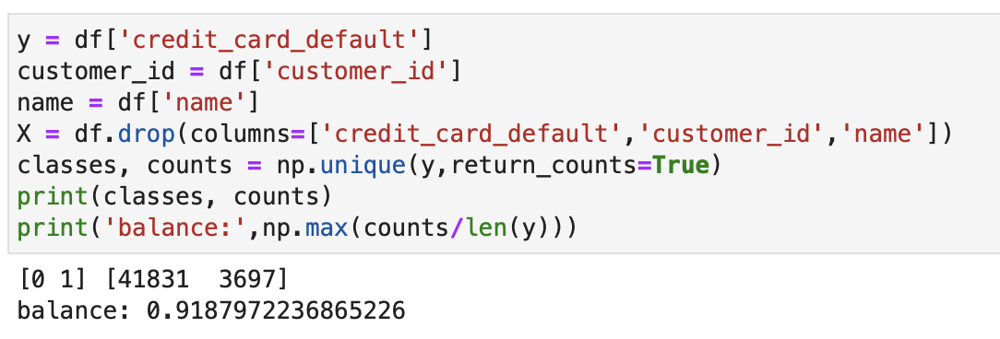 y = df['credit_card_default']
customer_id = df['customer_id']
name = df['name']
X = df.drop(columns=['credit_card_default','customer_id','name'])
classes, counts = np.unique(y,return_counts=True)
print(classes, counts)
print('balance:',np.max(counts/len(y)))
[0 1] [41831  3697]
balance: 0.9187972236865226